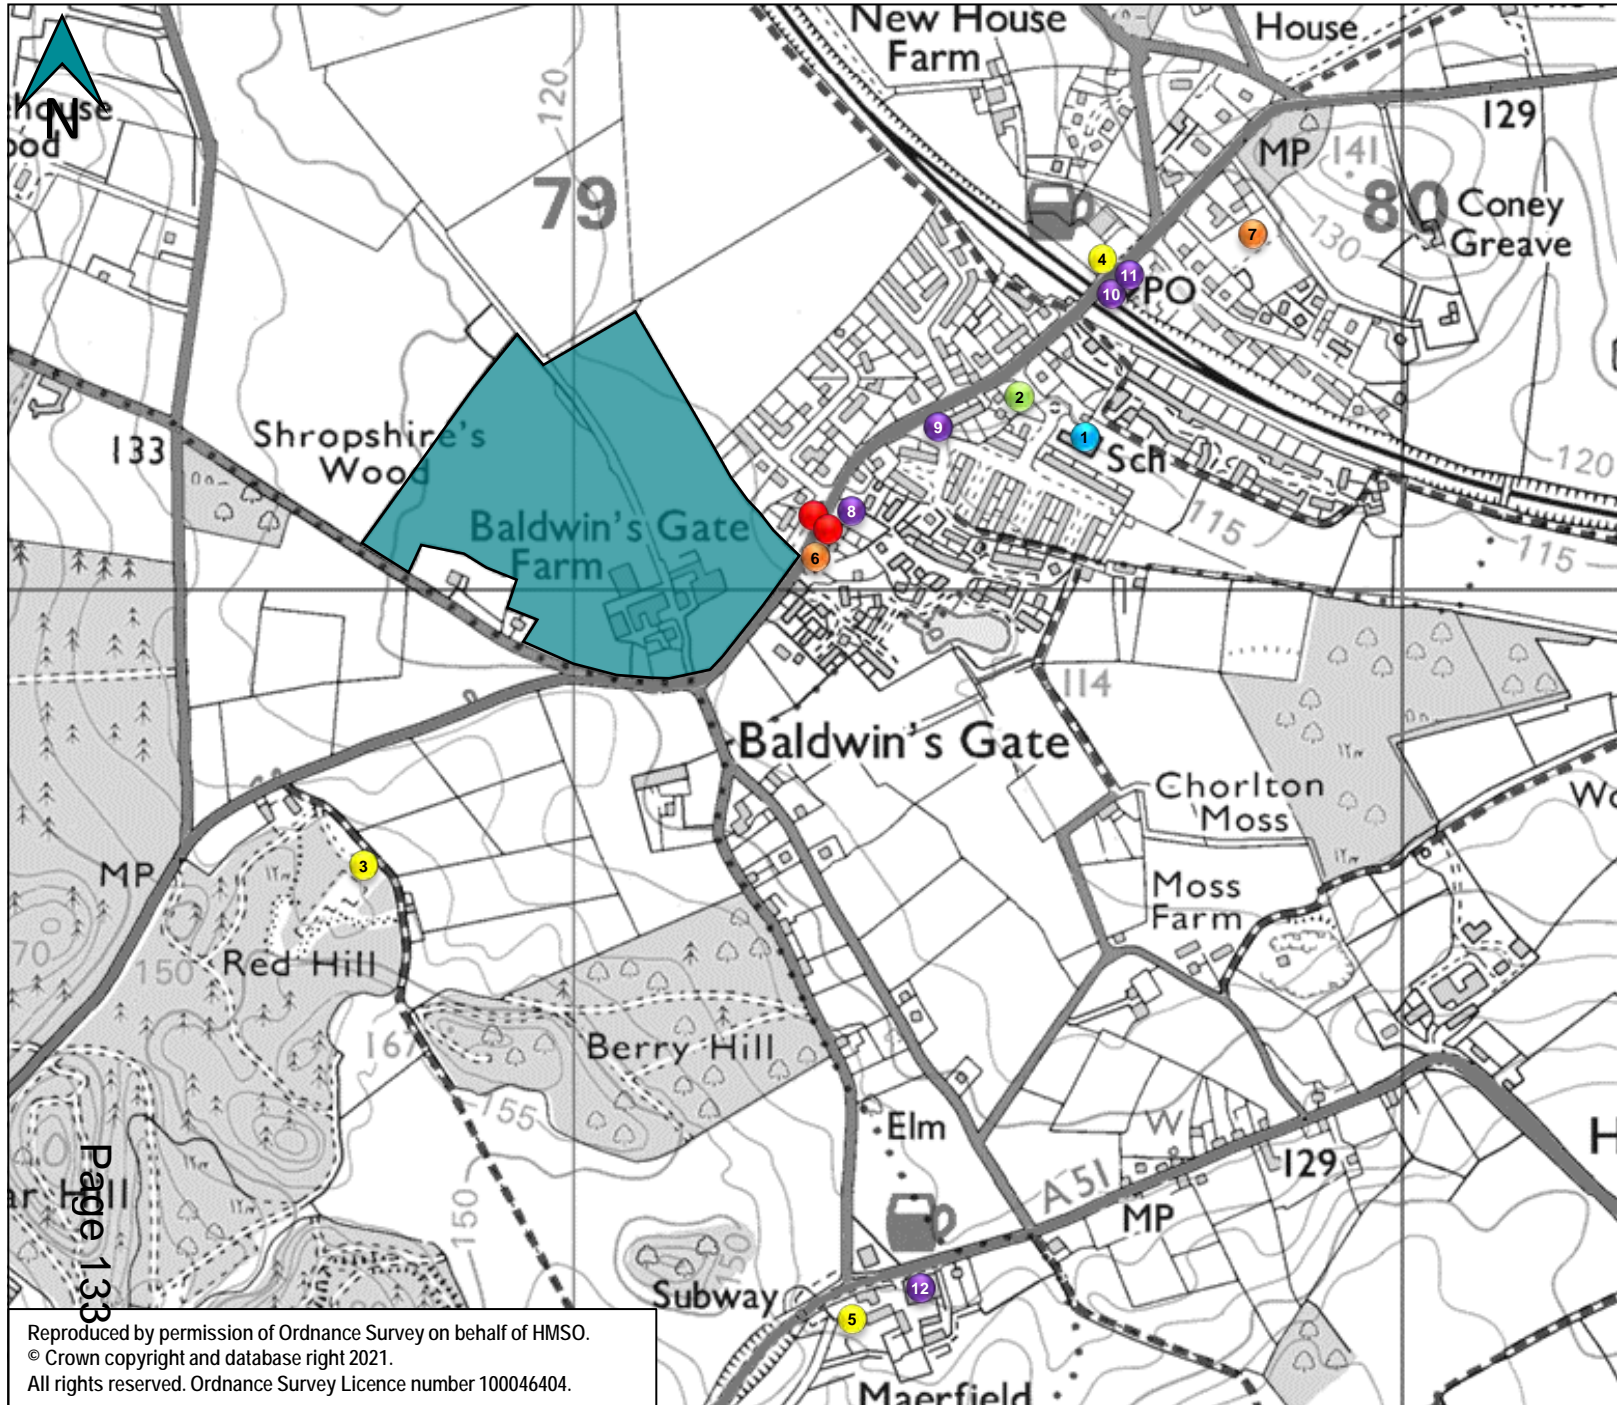 New House
Farm
House
N
120
79
129
MP
141
80
Coney
Greave
130
7
4
11
10
PO
2
9
1
Sch
120
115
115
133
Shropshire's
Wood
Baldwin's Gate
Farm
8
6
114
Baldwin's Gate
Chorlton
Moss
MP
3
Moss
Farm
70
150
Red Hill
167
Berry Hill
155
Elm
W
A 51
129
MP
150
150
Subway
12
5
Maerfield
Page 133
Reproduced by permission of Ordnance Survey on behalf of HMSO.
© Crown copyright and database right 2021.
All rights reserved. Ordnance Survey Licence number 100046404.